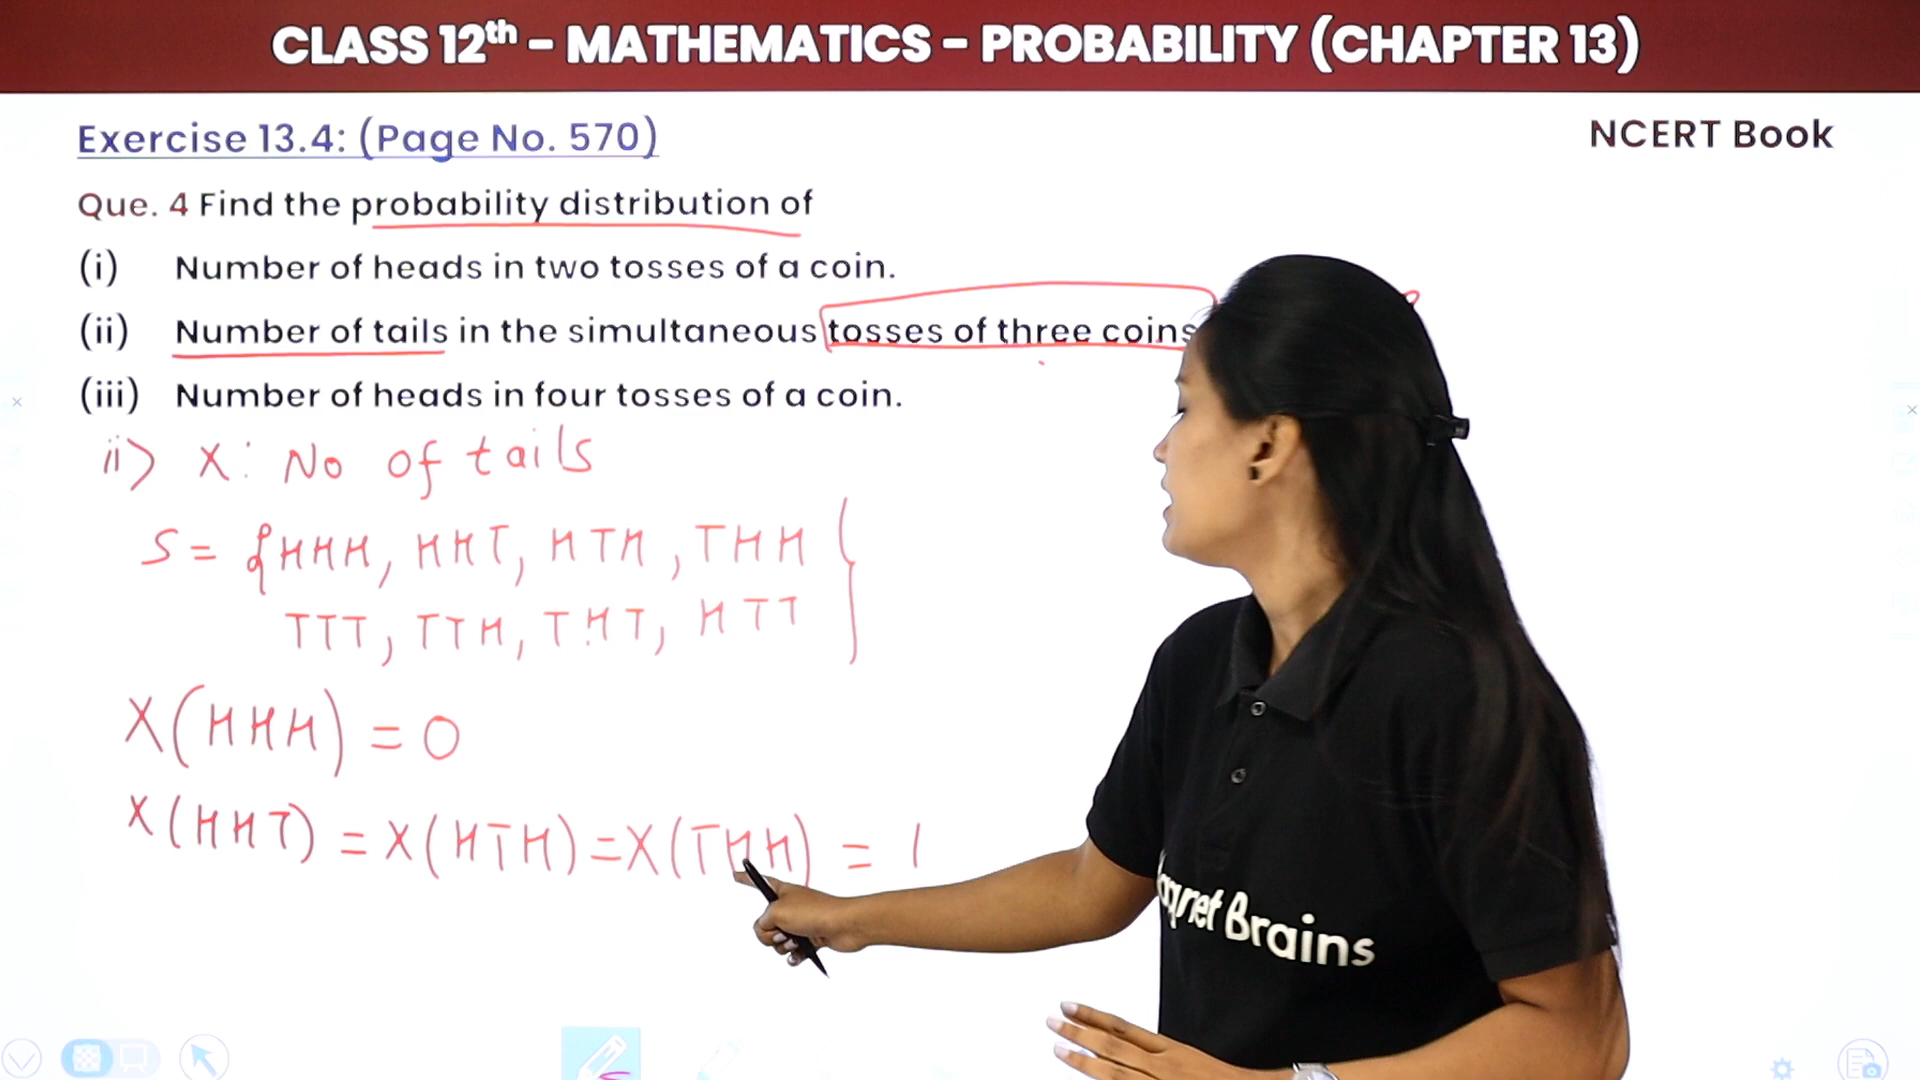 CLASS 12th – MATHEMATICS – PROBABILITY (CHAPTER 13)
Exercise 13.4: (Page No. 570)
NCERT Book
Que. 4 Find the probability distribution of
(i) Number of heads in two tosses of a coin.
(ii) Number of tails in the simultaneous tosses of three coins
(iii) Number of heads in four tosses of a coin.
ii> X: No of tails
S = {HHH, HHT, HTH, THH
TTT, TTH, THT, HTT}
X(HHH) = 0
X(HHT) = X(HTH) = X(THH) = 1
Brains